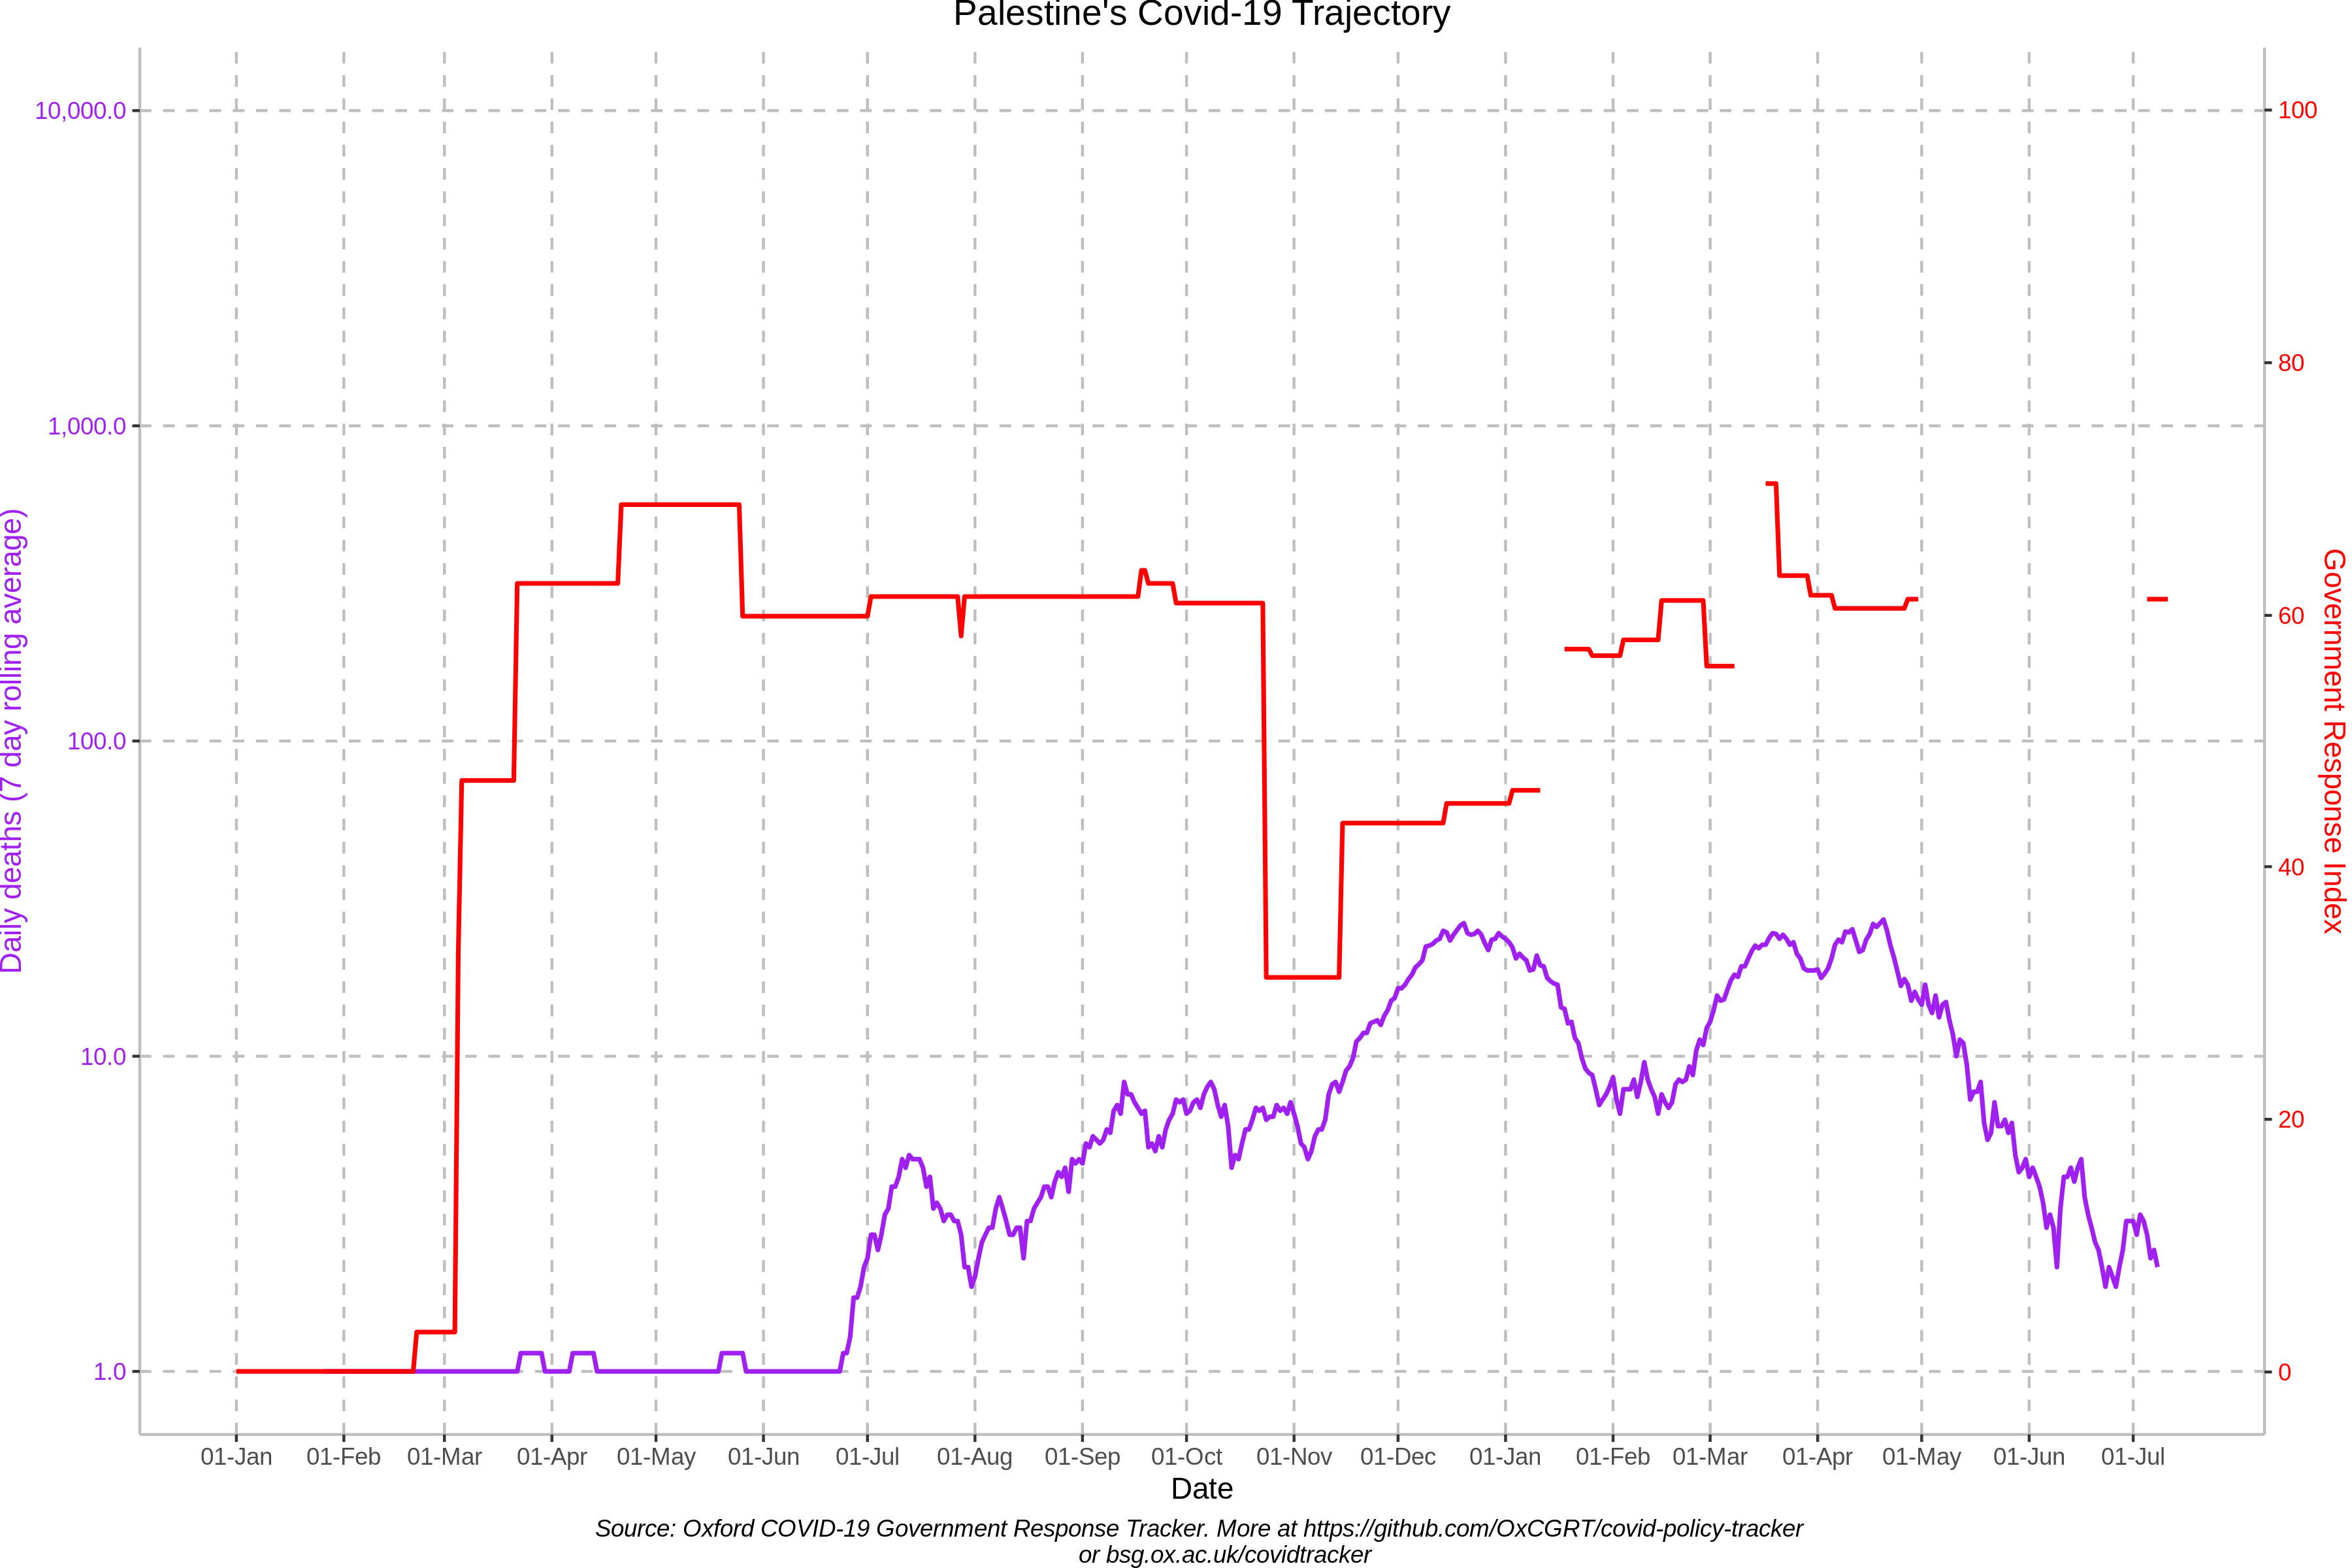 Palestine's Covid-19 Trajectory
10,000.0
1,000.0
100.0
10.0
1.0
Daily deaths (7 day rolling average)
100
80
60
40
20
0
Government Response Index
01-Jan 01-Feb 01-Mar 01-Apr 01-May 01-Jun 01-Jul 01-Aug 01-Sep 01-Oct 01-Nov 01-Dec 01-Jan 01-Feb 01-Mar 01-Apr 01-May 01-Jun 01-Jul
Date
Source: Oxford COVID-19 Government Response Tracker. More at https://github.com/OxCGRT/covid-policy-tracker
or bsg.ox.ac.uk/covidtracker